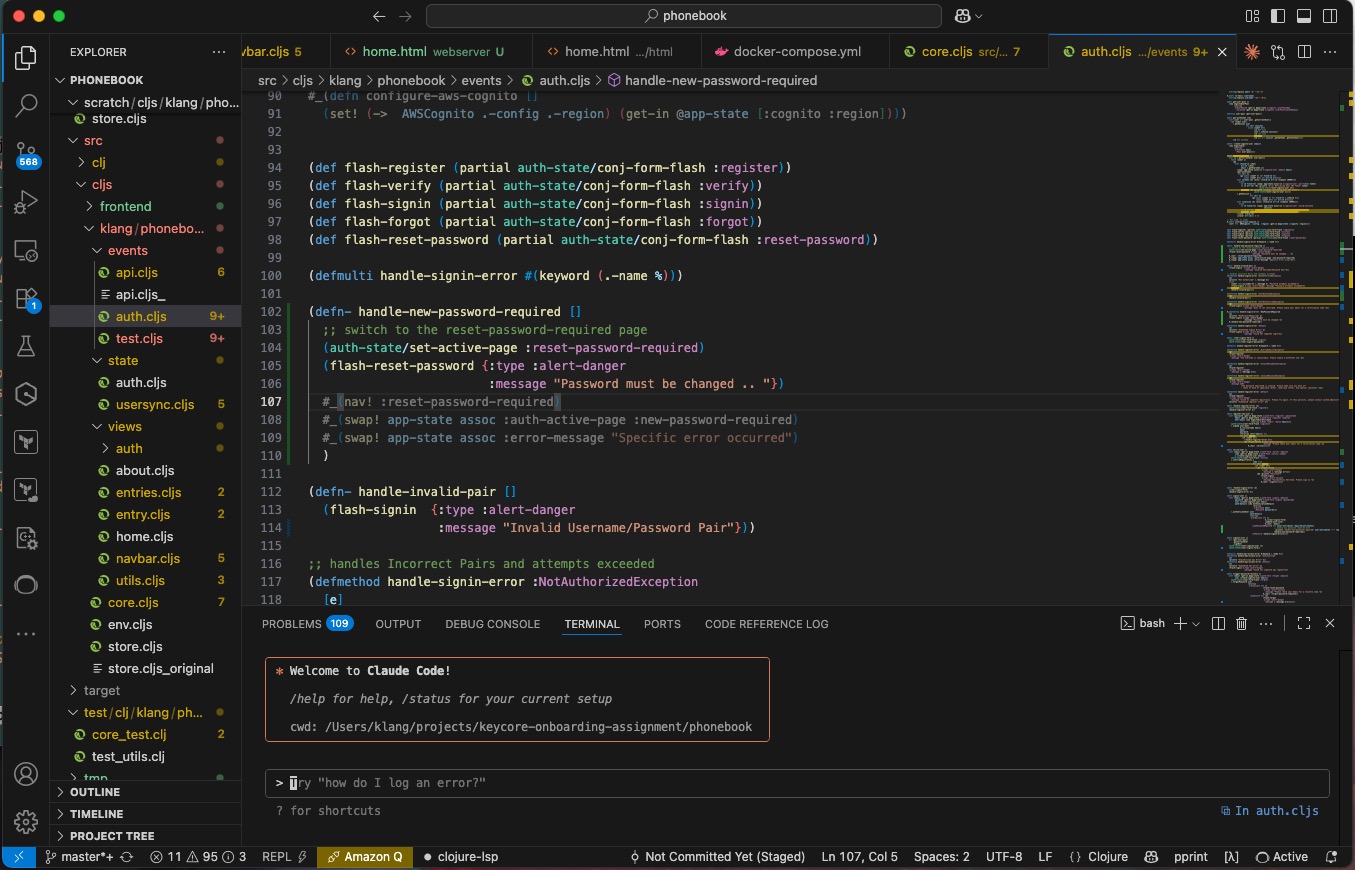 phonebook
EXPLORER
PHONEBOOK
scratch/cljs/klang/pho...
store.cljs
src
clj
cljs
frontend
klang/phonebo...
events
api.cljs 6
api.cljs_
auth.cljs 9+
test.cljs 9+
state
auth.cljs
usersync.cljs 5
views
auth
about.cljs
entries.cljs 2
entry.cljs 2
home.cljs
navbar.cljs 5
utils.cljs 3
core.cljs 7
env.cljs
store.cljs
store.cljs_original
target
test/clj/klang/ph...
core_test.clj 2
test_utils.clj
tmp
OUTLINE
TIMELINE
PROJECT TREE
568
1
vbar.cljs 5
home.html webserver U
home.html .../html
docker-compose.yml
core.cljs src/... 7
auth.cljs .../events 9+
src > cljs > klang > phonebook > events > auth.cljs > handle-new-password-required
90 #_(defn configure-aws-cognito []
91 (set! (-> AWSCognito .-config .-region) (get-in @app-state [:cognito :region])))
92
93
94 (def flash-register (partial auth-state/conj-form-flash :register))
95 (def flash-verify (partial auth-state/conj-form-flash :verify))
96 (def flash-signin (partial auth-state/conj-form-flash :signin))
97 (def flash-forgot (partial auth-state/conj-form-flash :forgot))
98 (def flash-reset-password (partial auth-state/conj-form-flash :reset-password))
99
100 (defmulti handle-signin-error #(keyword (.-name %)))
101
102 (defn- handle-new-password-required []
103 ;; switch to the reset-password-required page
104 (auth-state/set-active-page :reset-password-required)
105 (flash-reset-password {:type :alert-danger
106 :message "Password must be changed .. "})
107 #_(nav! :reset-password-required)
108 #_(swap! app-state assoc :auth-active-page :new-password-required)
109 #_(swap! app-state assoc :error-message "Specific error occurred")
110 )
111
112 (defn- handle-invalid-pair []
113 (flash-signin {:type :alert-danger
114 :message "Invalid Username/Password Pair"}))
115
116 ;; handles Incorrect Pairs and attempts exceeded
117 (defmethod handle-signin-error :NotAuthorizedException
118 [e]
PROBLEMS 109 OUTPUT DEBUG CONSOLE TERMINAL PORTS CODE REFERENCE LOG
bash
* Welcome to Claude Code!
/help for help, /status for your current setup
cwd: /Users/klang/projects/keycore-onboarding-assignment/phonebook
> Try "how do I log an error?"
? for shortcuts
In auth.cljs
master*+ 11 95 3 REPL Amazon Q clojure-lsp Not Committed Yet (Staged) Ln 107, Col 5 Spaces: 2 UTF-8 LF () Clojure pprint [λ] Active